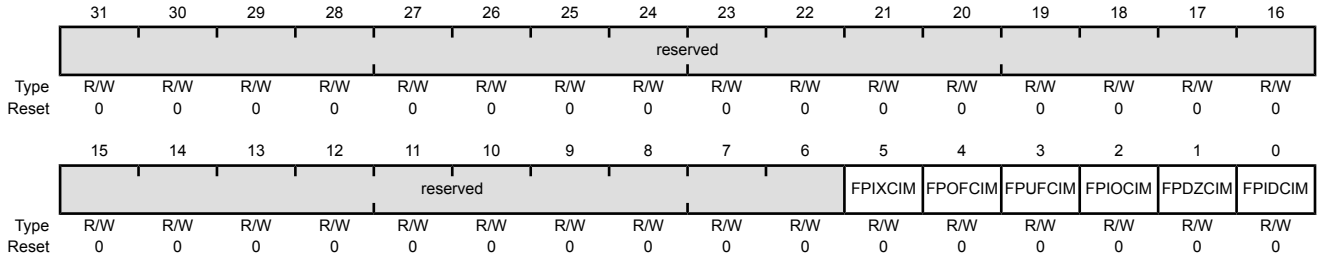 31 30 29 28 27 26 25 24 23 22 21 20 19 18 17 16
reserved
Type R/W R/W R/W R/W R/W R/W R/W R/W R/W R/W R/W R/W R/W R/W R/W R/W
Reset 0 0 0 0 0 0 0 0 0 0 0 0 0 0 0 0
15 14 13 12 11 10 9 8 7 6 5 4 3 2 1 0
reserved FPIXCIM FPOFCIM FPUFCIM FPIOCIM FPDZCIM FPIDCIM
Type R/W R/W R/W R/W R/W R/W R/W R/W R/W R/W R/W R/W R/W R/W R/W R/W
Reset 0 0 0 0 0 0 0 0 0 0 0 0 0 0 0 0